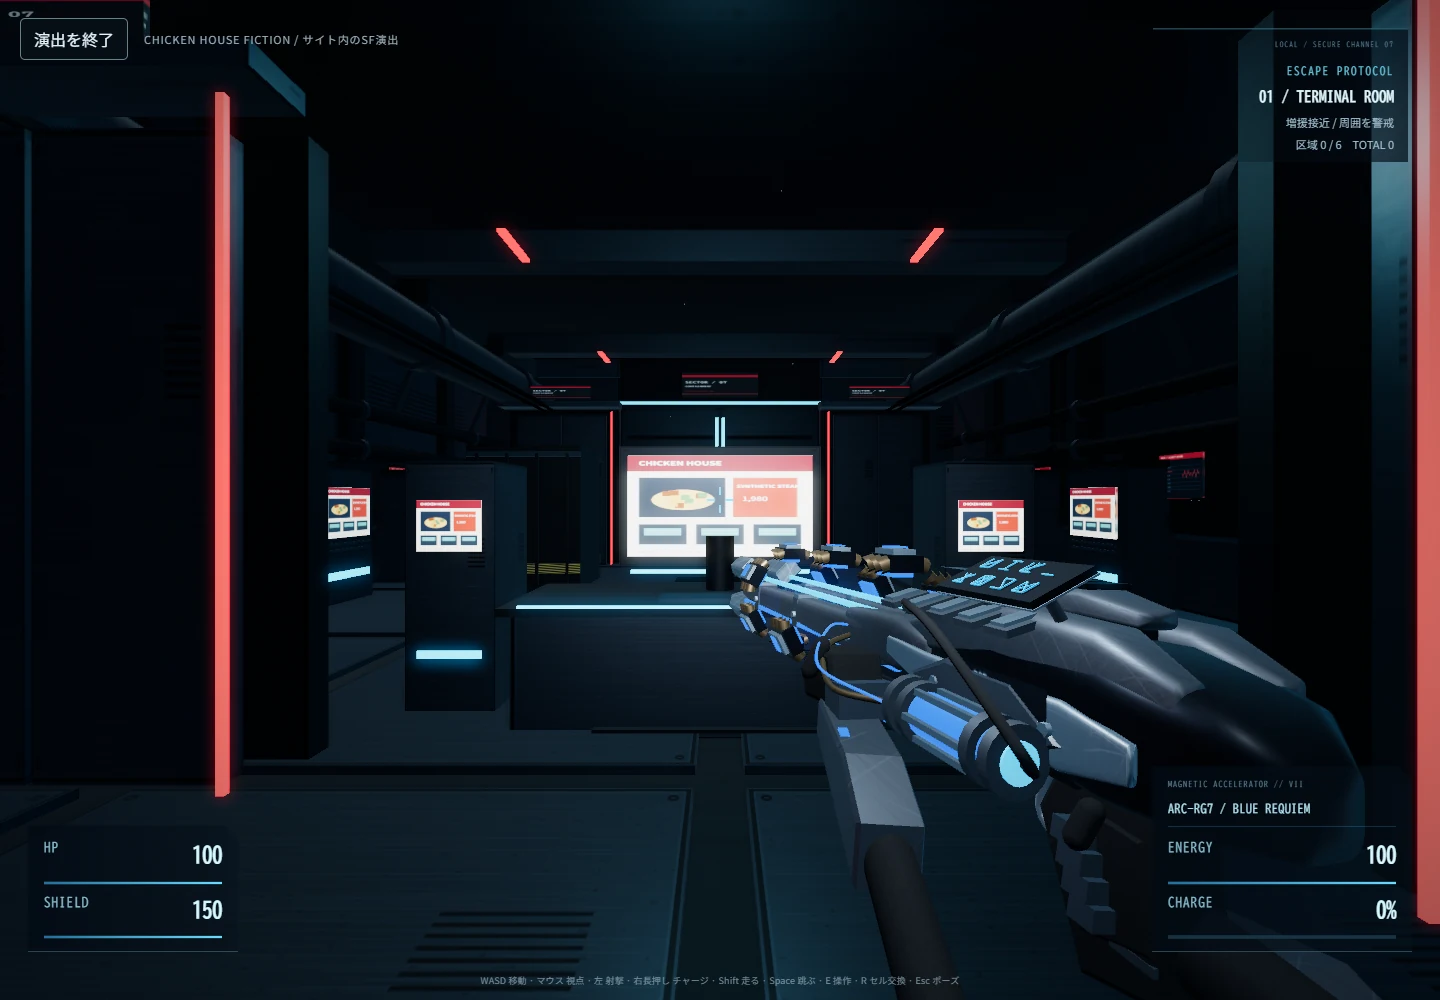 07
演出を終了
CHICKEN HOUSE FICTION / サイト内のSF演出
LOCAL / SECURE CHANNEL 07
ESCAPE PROTOCOL
01 / TERMINAL ROOM
増援接近 / 周囲を警戒
区域 0 / 6 TOTAL 0
SECTOR / 07
CHICKEN HOUSE
1,980
MAGNETIC ACCELERATOR // VII
ARC-RG7 / BLUE REQUIEM
HP
100
ENERGY
100
SHIELD
150
CHARGE
0%
WASD 移動 · マウス 視点 · 左 射撃 · 右長押し チャージ · Shift 走る · Space 跳ぶ · E 操作 · R セル交換 · Esc ポーズ